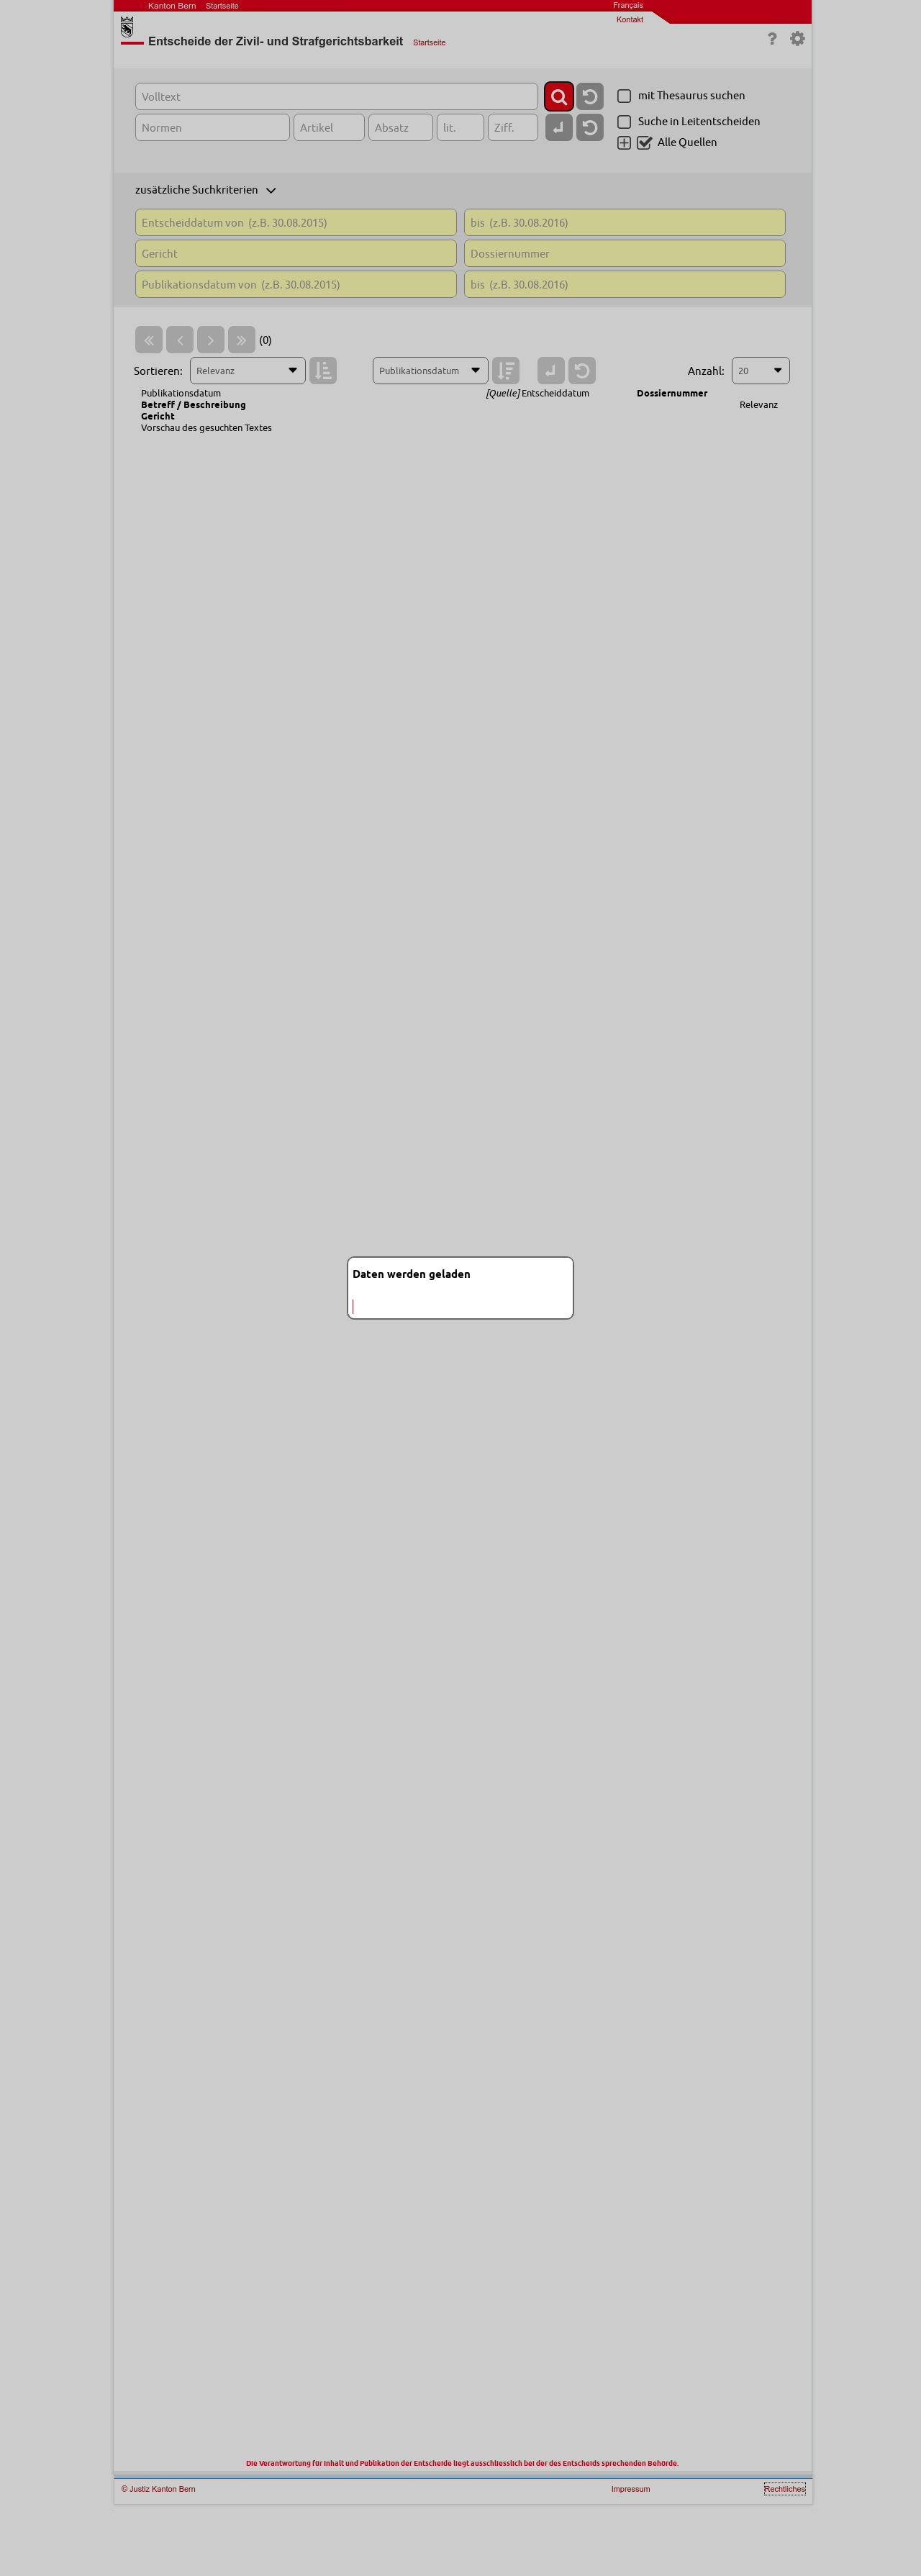 Kanton Bern Startseite Français
Kontakt
Entscheide der Zivil- und Strafgerichtsbarkeit Startseite
Volltext
mit Thesaurus suchen
Normen Artikel Absatz lit. Ziff.
Suche in Leitentscheiden
Alle Quellen
zusätzliche Suchkriterien
Entscheiddatum von (z.B. 30.08.2015) bis (z.B. 30.08.2016)
Gericht Dossiernummer
Publikationsdatum von (z.B. 30.08.2015) bis (z.B. 30.08.2016)
(0)
Sortieren: Relevanz Publikationsdatum Anzahl: 20
Publikationsdatum [Quelle] Entscheiddatum Dossiernummer
Betreff / Beschreibung Relevanz
Gericht
Vorschau des gesuchten Textes
Daten werden geladen
Die Verantwortung für Inhalt und Publikation der Entscheide liegt ausschliesslich bei der des Entscheids sprechenden Behörde.
© Justiz Kanton Bern Impressum Rechtliches